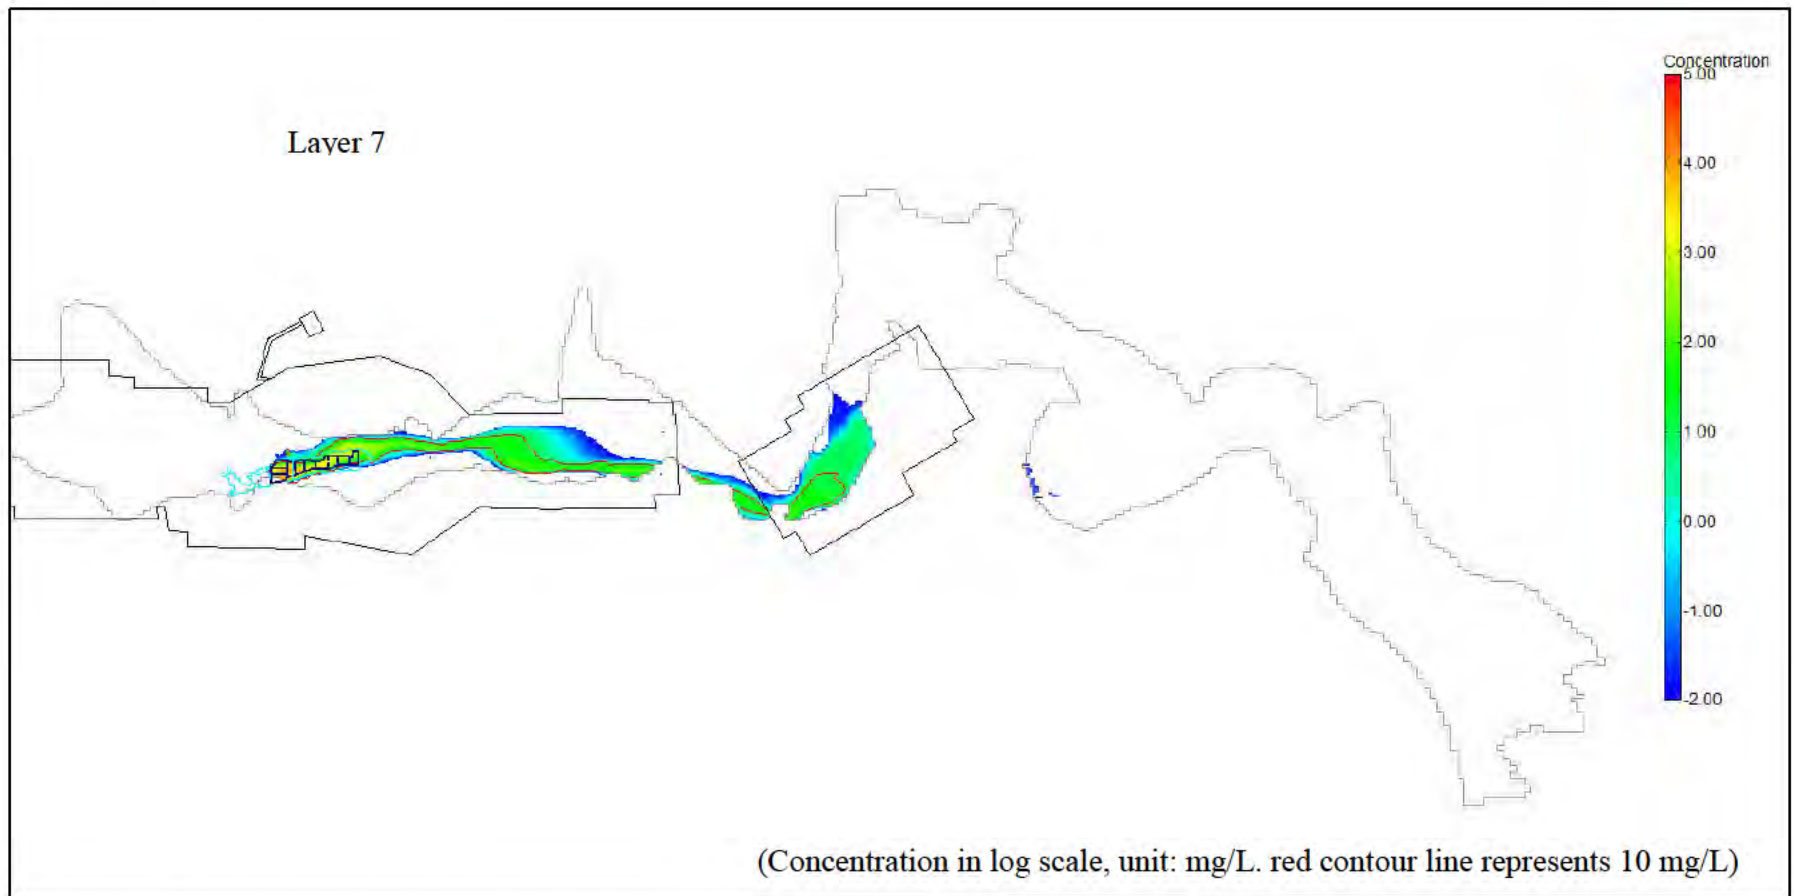 Concentration
5.00
Layer 7
4.00
3.00
2.00
1.00
0.00
-1.00
-2.00
(Concentration in log scale, unit: mg/L. red contour line represents 10 mg/L)